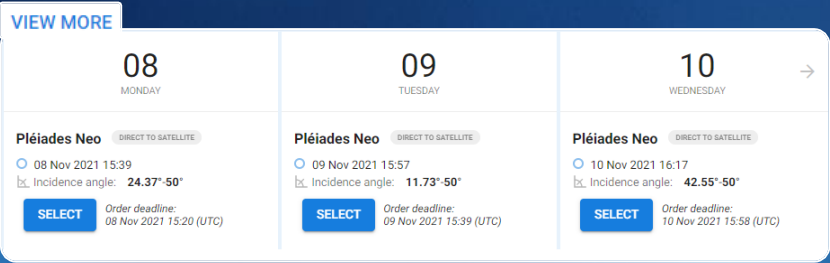 VIEW MORE
08
MONDAY
Pléiades Neo DIRECT TO SATELLITE
08 Nov 2021 15:39
Incidence angle: 24.37°-50°
SELECT
Order deadline:
08 Nov 2021 15:20 (UTC)
09
TUESDAY
Pléiades Neo DIRECT TO SATELLITE
09 Nov 2021 15:57
Incidence angle: 11.73°-50°
SELECT
Order deadline:
09 Nov 2021 15:39 (UTC)
10
WEDNESDAY
Pléiades Neo DIRECT TO SATELLITE
10 Nov 2021 16:17
Incidence angle: 42.55°-50°
SELECT
Order deadline:
10 Nov 2021 15:58 (UTC)